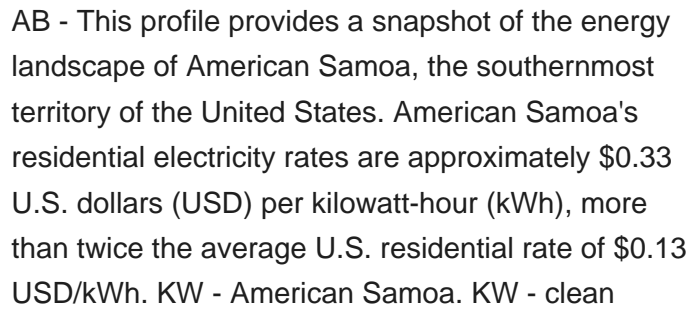 AB - This profile provides a snapshot of the energy
landscape of American Samoa, the southernmost
territory of the United States. American Samoa's
residential electricity rates are approximately $0.33
U.S. dollars (USD) per kilowatt-hour (kWh), more
than twice the average U.S. residential rate of $0.13
USD/kWh. KW - American Samoa. KW - clean